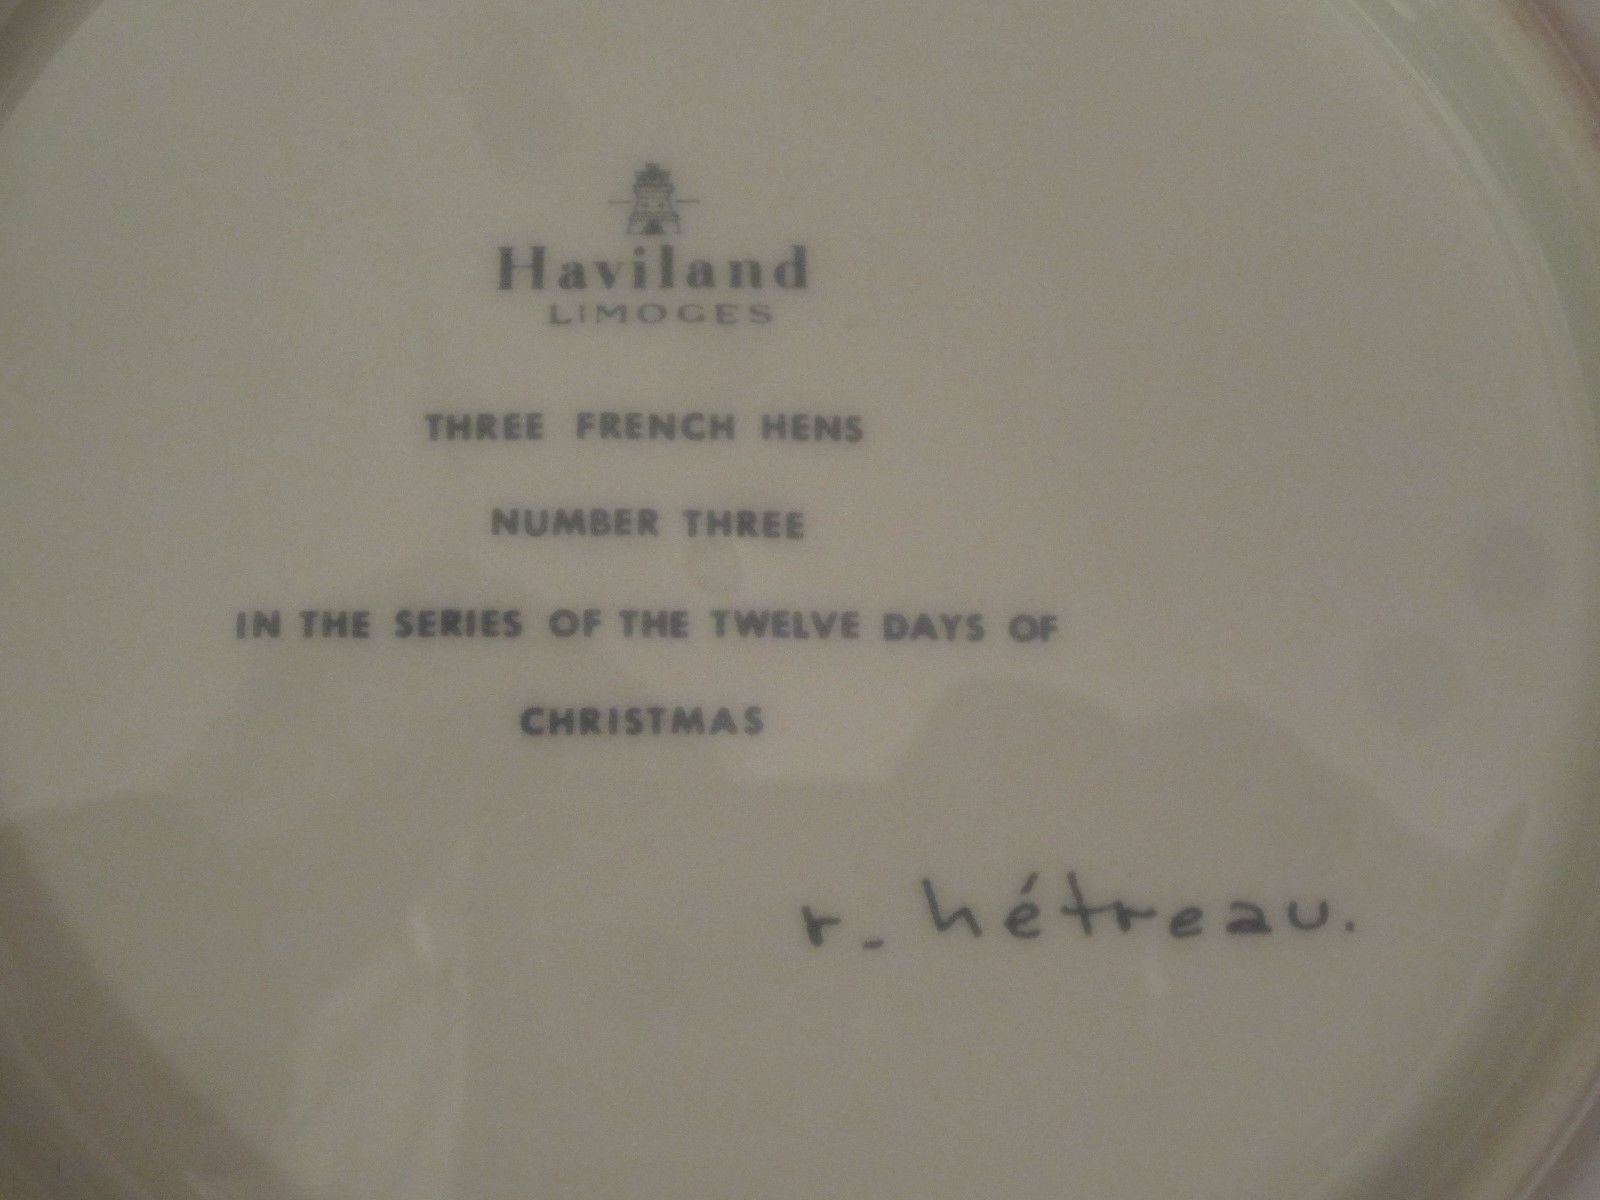 Haviland
LIMOGES
THREE FRENCH HENS
NUMBER THREE
IN THE SERIES OF THE TWELVE DAYS OF
CHRISTMAS
r. hétreau.